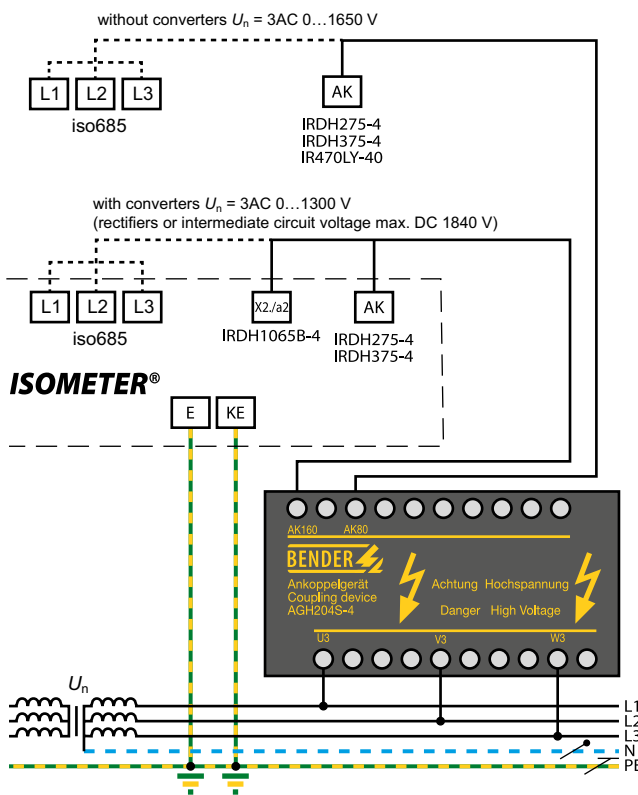 without converters Un = 3AC 0…1650 V
L1 L2 L3
iso685
AK
IRDH275-4
IRDH375-4
IR470LY-40
with converters Un = 3AC 0…1300 V
(rectifiers or intermediate circuit voltage max. DC 1840 V)
L1 L2 L3
iso685
X2./a2
IRDH1065B-4
AK
IRDH275-4
IRDH375-4
ISOMETER®
E KE
AK160 AK80
BENDER
Ankoppelgerät
Coupling device
AGH204S-4
Achtung Hochspannung
Danger High Voltage
U3 V3 W3
Un
L1
L2
L3
N
PE